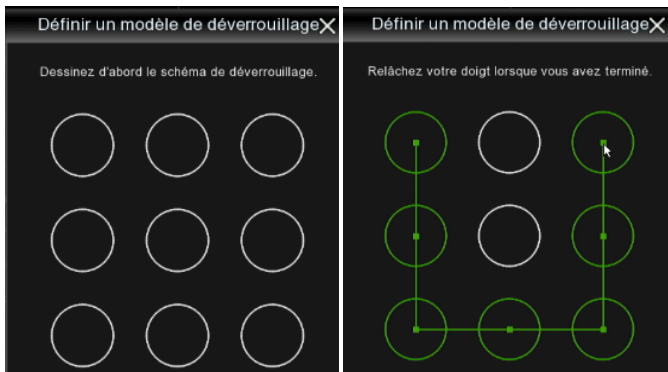 Définir un modèle de déverrouillage
Dessinez d'abord le schéma de déverrouillage.
Définir un modèle de déverrouillage
Relâchez votre doigt lorsque vous avez terminé.